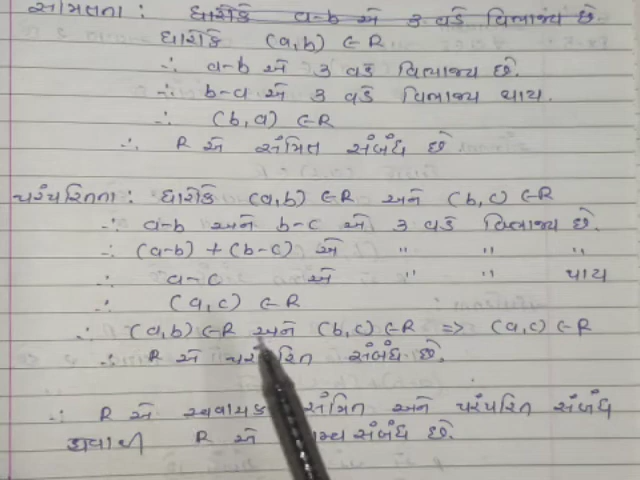 સંમિતતા : ધારોકે a-b એ 3 વડે વિભાજ્ય છે.
ધારોકે (a,b) ∈ R
∴ a-b એ 3 વડે વિભાજ્ય છે.
∴ b-a એ 3 વડે વિભાજ્ય થાય.
∴ (b,a) ∈ R
∴ R એ સંમિત સંબંધ છે
પરંપરિતતા : ધારોકે (a,b) ∈ R અને (b,c) ∈ R
∴ a-b અને b-c એ 3 વડે વિભાજ્ય છે.
∴ (a-b) + (b-c) એ " " "
∴ a-c એ " " થાય
∴ (a,c) ∈ R
∴ (a,b) ∈ R અને (b,c) ∈ R => (a,c) ∈ R
∴ R એ પરંપરિત સંબંધ છે.
∴ R એ સ્વવાચક સંમિત અને પરંપરિત સંબંધ
થવાથી R એ સંબંધ છે.